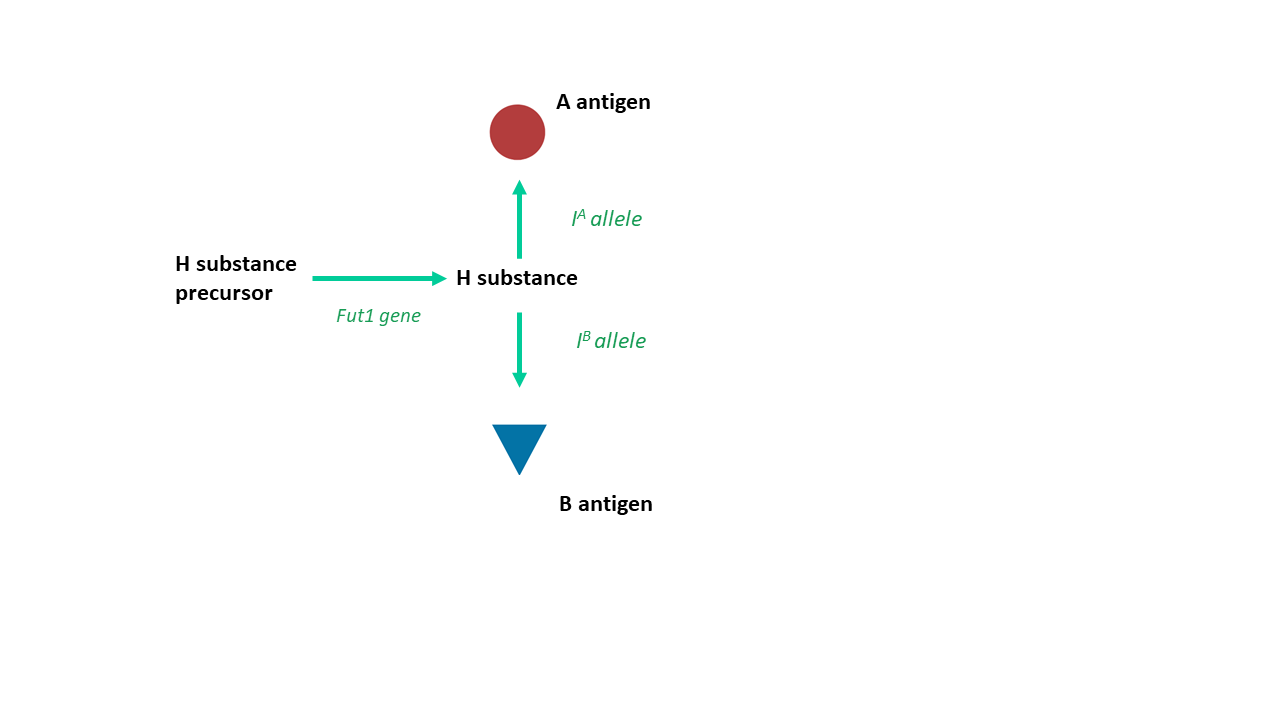 A antigen
I^A allele
H substance
precursor
H substance
Fut1 gene
I^B allele
B antigen